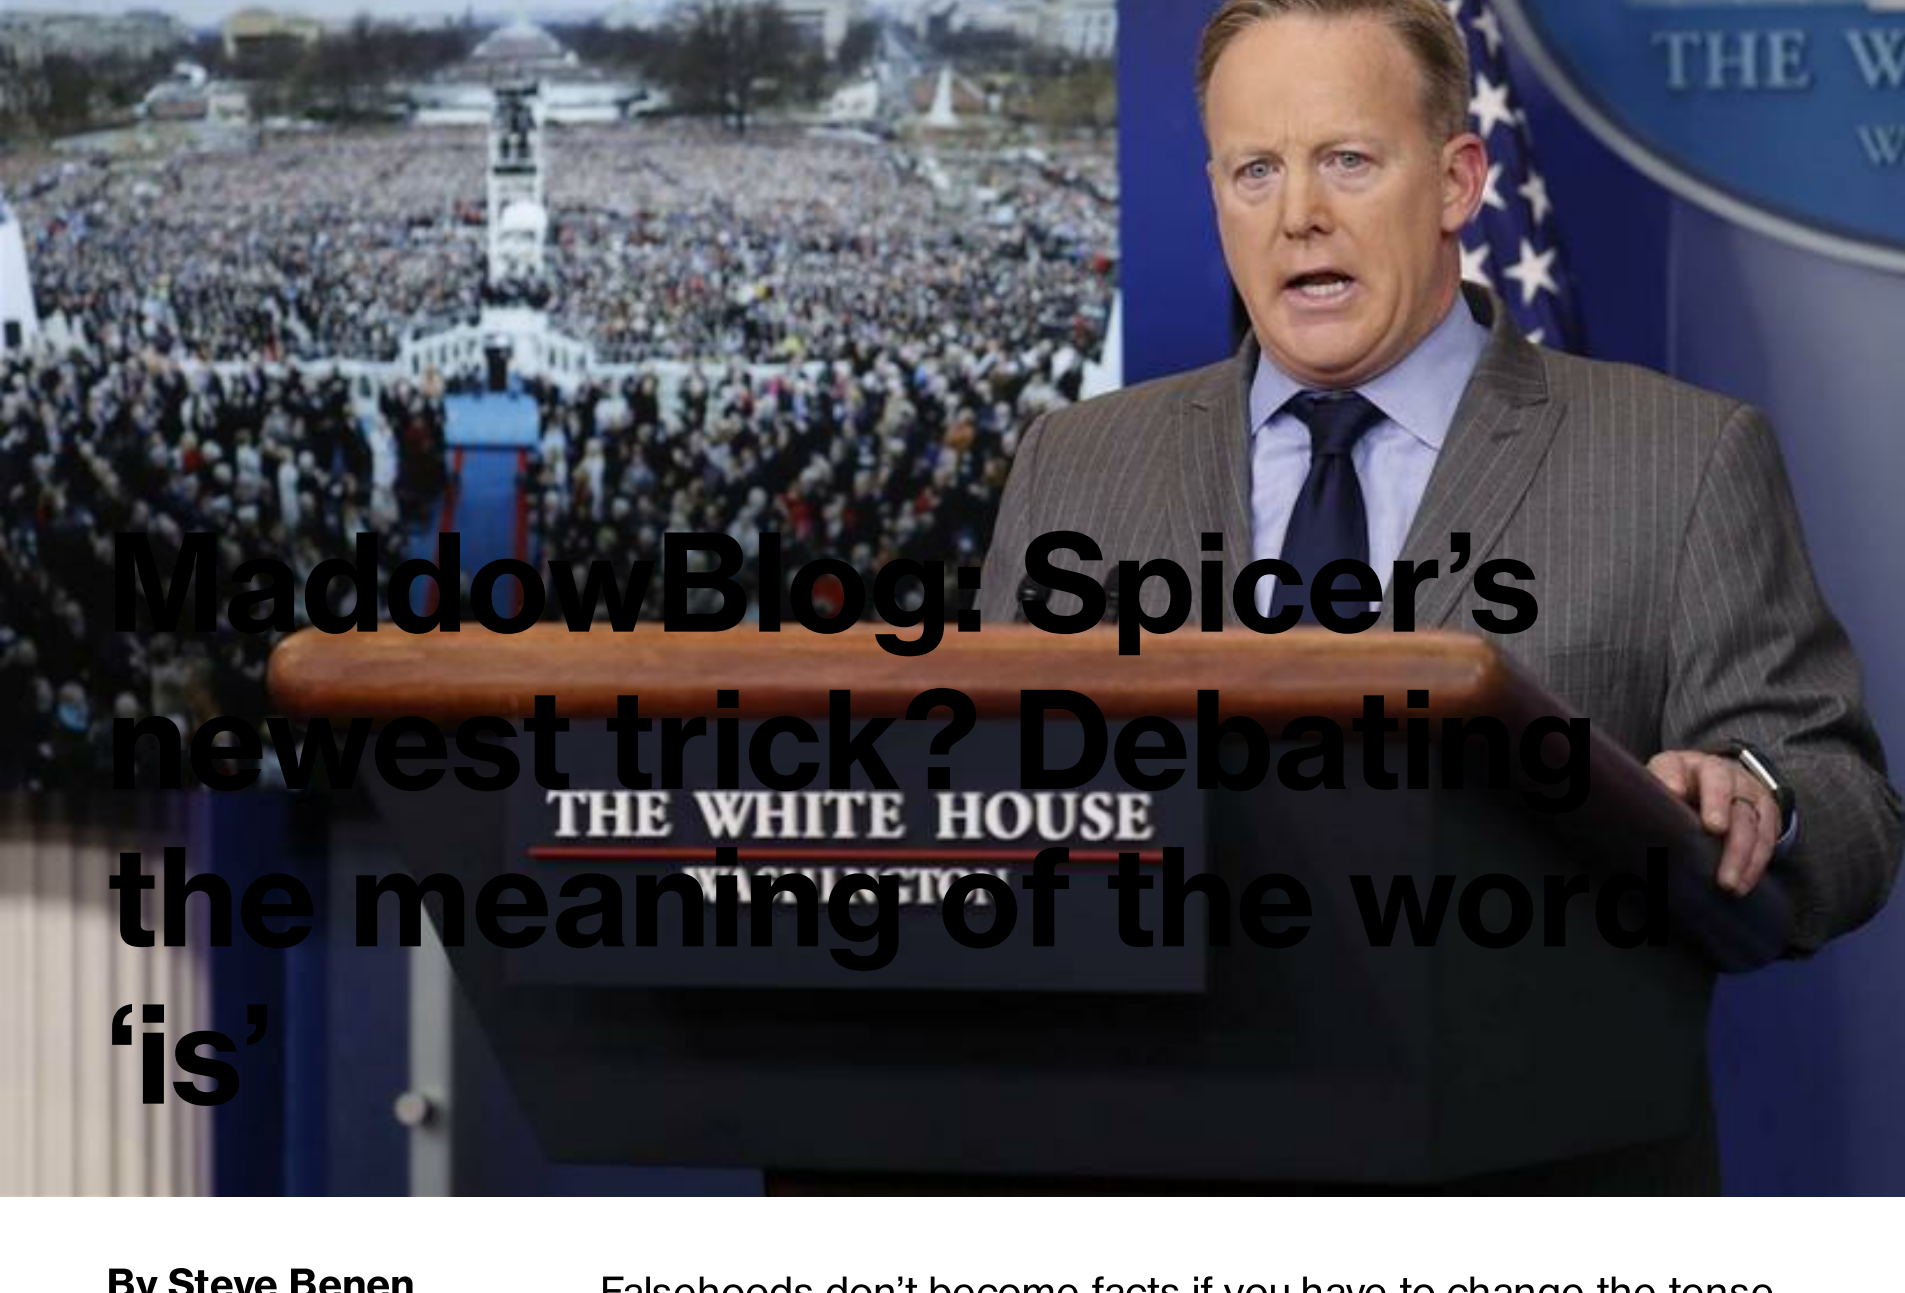 THE W
W
MaddowBlog: Spicer’s
newest trick? Debating
THE WHITE HOUSE
WASHINGTON
the meaning of the word
‘is’
By Steve Benen
Falsehoods don’t become facts if you have to change the tense